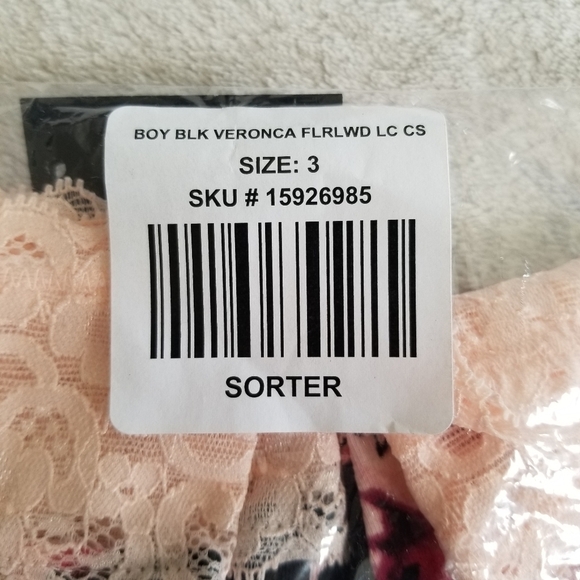 BOY BLK VERONCA FLRLWD LC CS
SIZE: 3
SKU # 15926985
SORTER